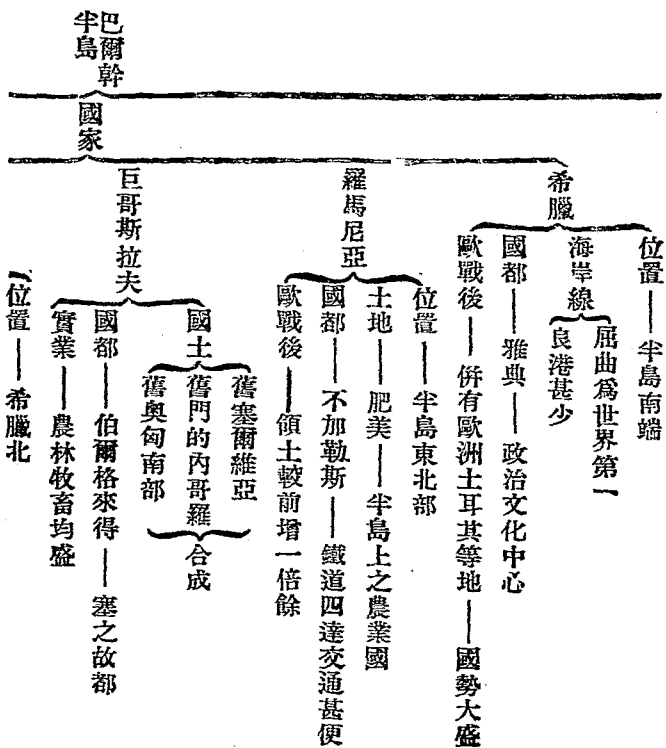 巴爾幹
半島
國家
希臘
位置——半島南端
海岸線
屈曲爲世界第一
良港甚少
國都——雅典——政治文化中心
歐戰後——併有歐洲土耳其等地——國勢大盛
羅馬尼亞
位置——半島東北部
土地——肥美——半島上之農業國
國都——不加勒斯——鐵道四達交通甚便
歐戰後——領土較前增一倍餘
巨哥斯拉夫
國土
舊塞爾維亞
舊門的內哥羅
舊奧匈南部
合成
國都——伯爾格來得——塞之故都
實業——農林牧畜均盛
位置——希臘北